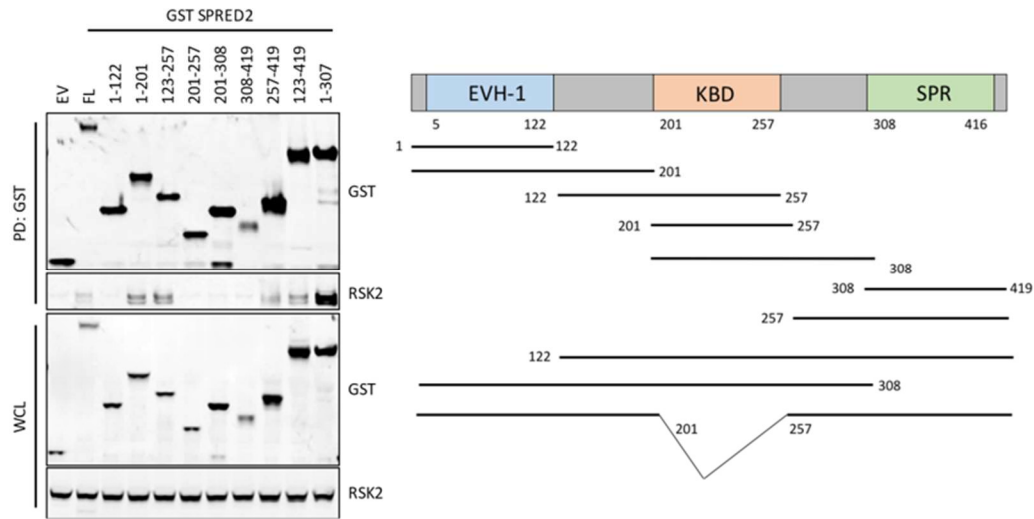 GST SPRED2
EV
FL
1-122
1-201
123-257
201-257
201-308
308-419
257-419
123-419
1-307
PD: GST
GST
RSK2
WCL
GST
RSK2
EVH-1
KBD
SPR
5
122
201
257
308
416
1
122
201
122
257
201
257
308
308
419
257
122
308
201
257